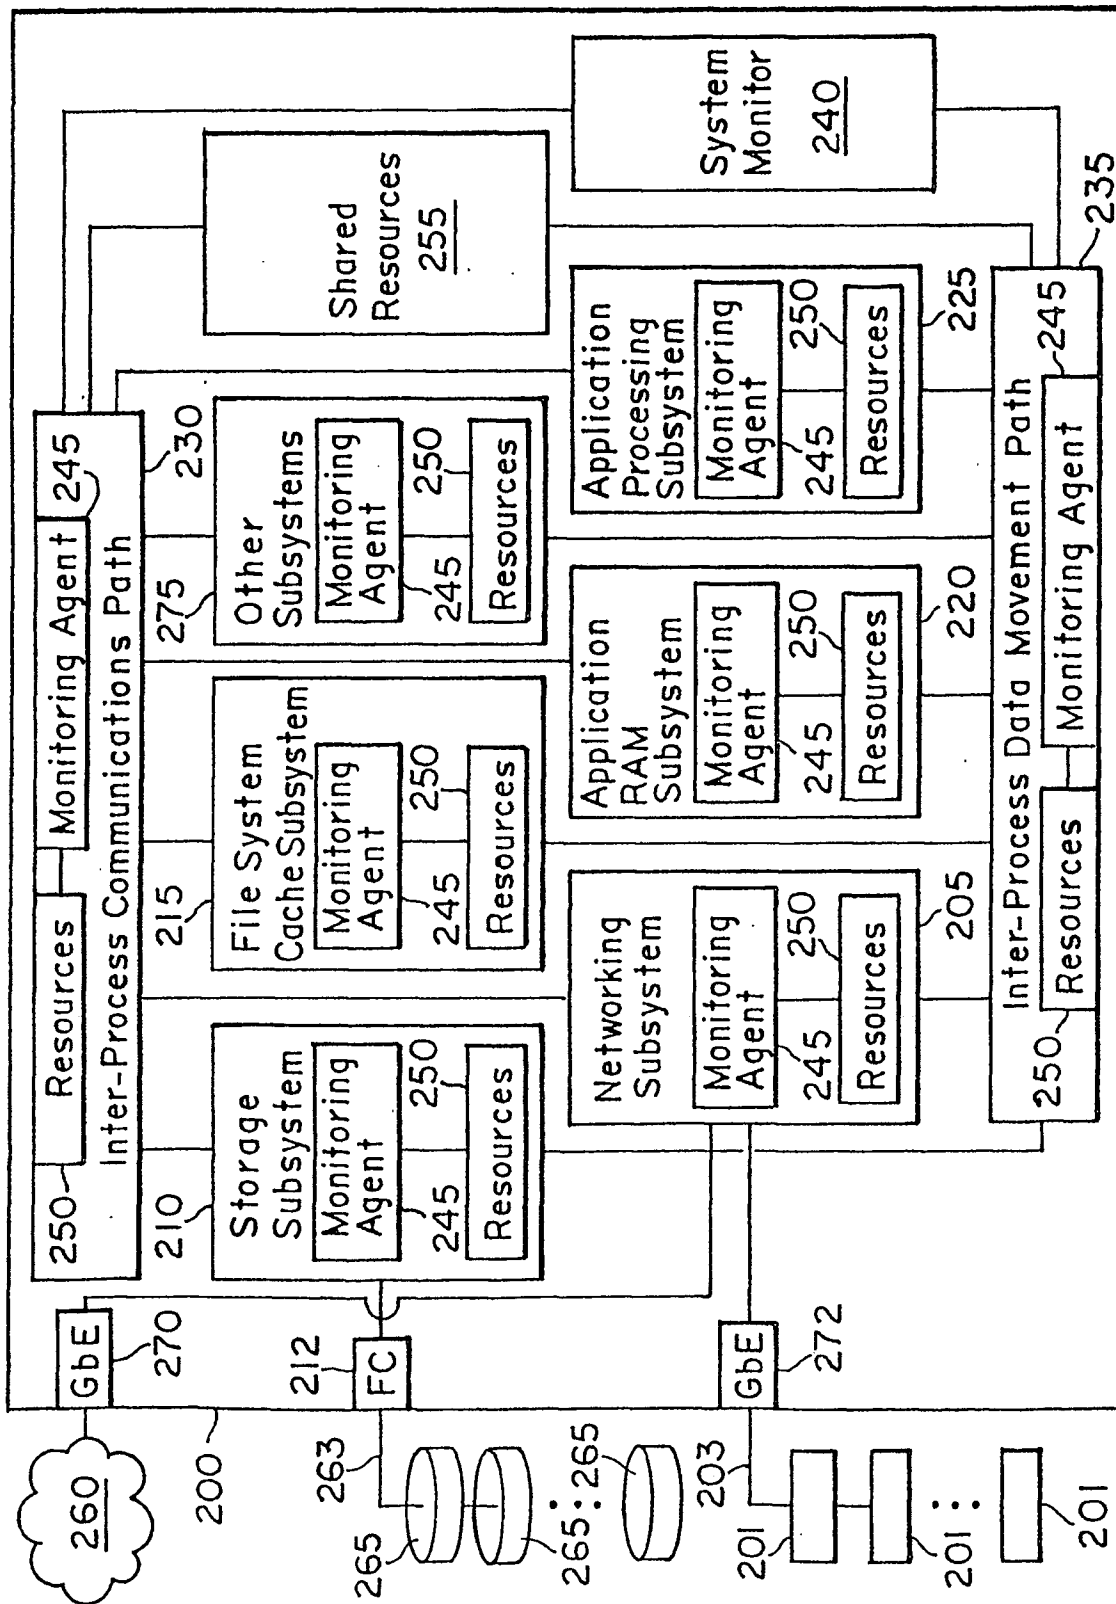 260
200
GbE
270
263
265
265
265
265
FC
212
203
201
201
201
GbE
272
250
Resources
Monitoring Agent
245
Inter-Process Communications Path
230
210
Storage
Subsystem
Monitoring
Agent
245
250
Resources
215
File System
Cache Subsystem
Monitoring
Agent
245
250
Resources
275
Other
Subsystems
Monitoring
Agent
245
250
Resources
Shared
Resources
255
Networking
Subsystem
Monitoring
Agent
245
250
Resources
205
Application
RAM
Subsystem
Monitoring
Agent
245
250
Resources
220
Application
Processing
Subsystem
Monitoring
Agent
245
250
Resources
225
System
Monitor
240
Inter-Process Data Movement Path
235
250
Resources
Monitoring Agent
245